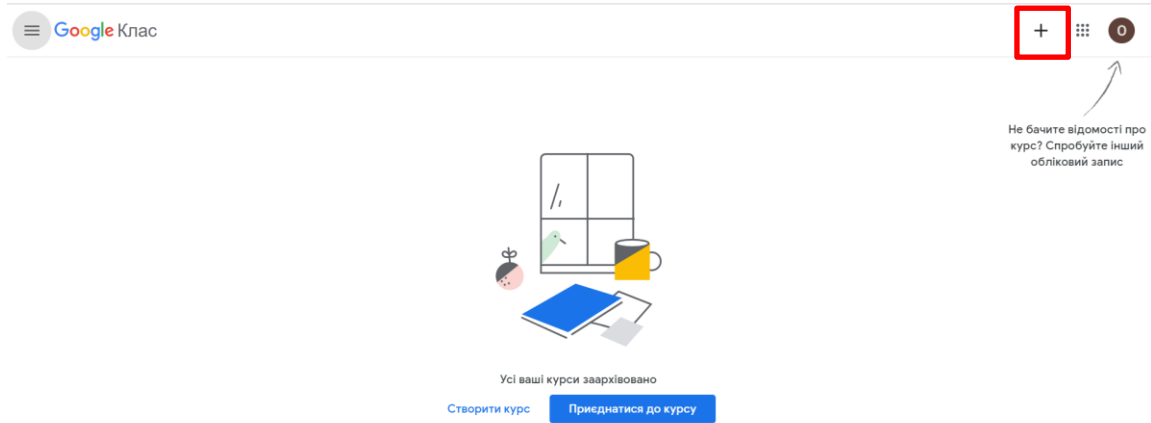 Google Клас
О
Не бачите відомості про
курс? Спробуйте інший
обліковий запис
Усі ваші курси заархівовано
Створити курс
Приєднатися до курсу